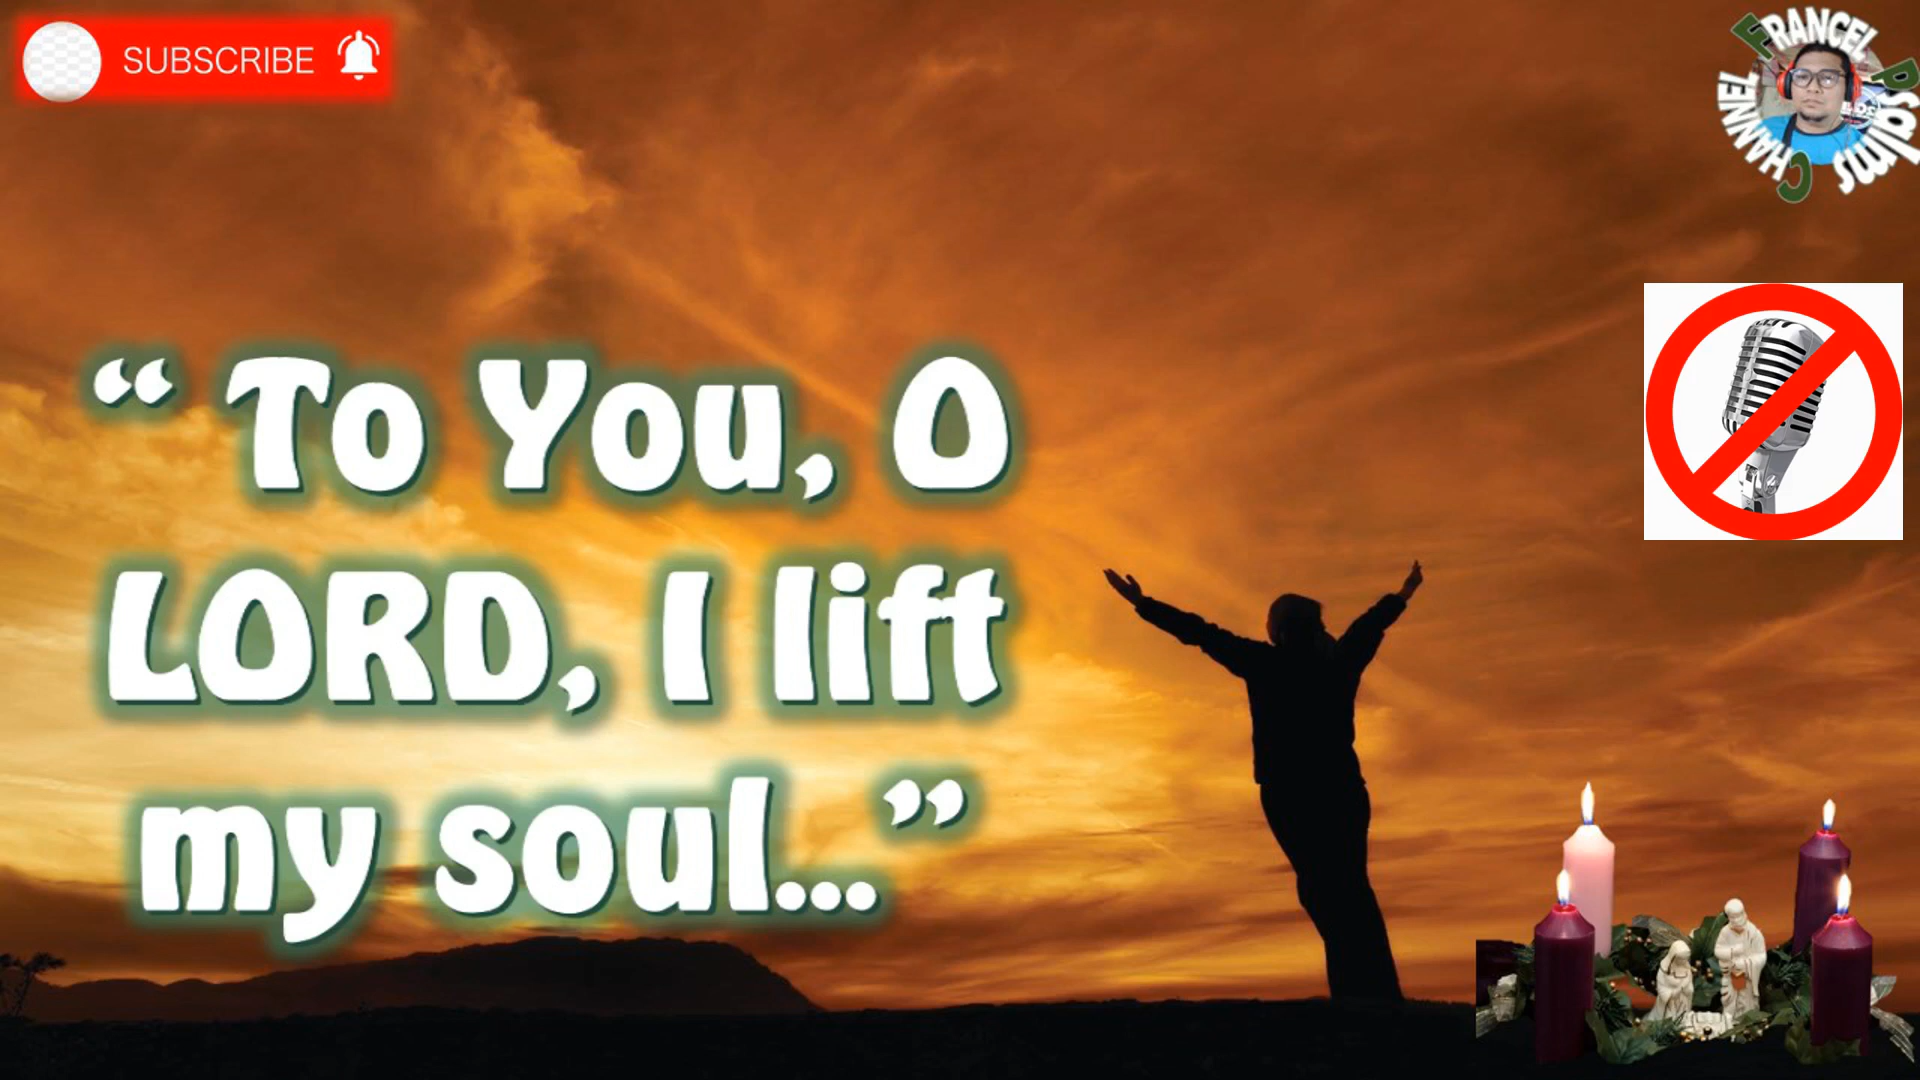 SUBSCRIBE
FRANCEL Psalms CHANNEL
“ To You, O
LORD, I lift
my soul...”